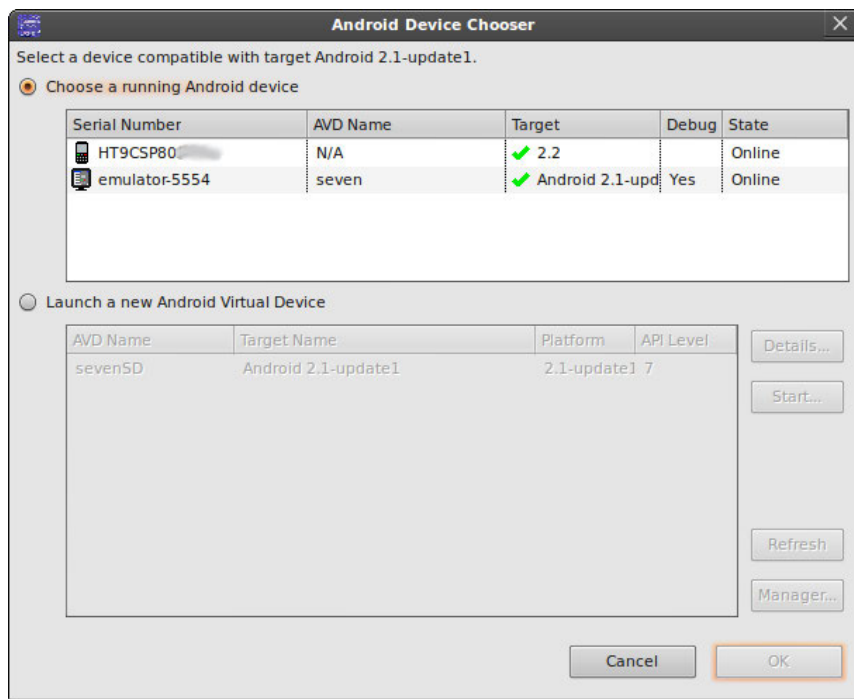 Android Device Chooser
Select a device compatible with target Android 2.1-update1.
Choose a running Android device
Serial Number AVD Name Target Debug State
HT9CSP80 N/A 2.2 Online
emulator-5554 seven Android 2.1-upd Yes Online
Launch a new Android Virtual Device
AVD Name Target Name Platform API Level
Details...
sevenSD Android 2.1-update1 2.1-update1 7
Start...
Refresh
Manager...
Cancel OK